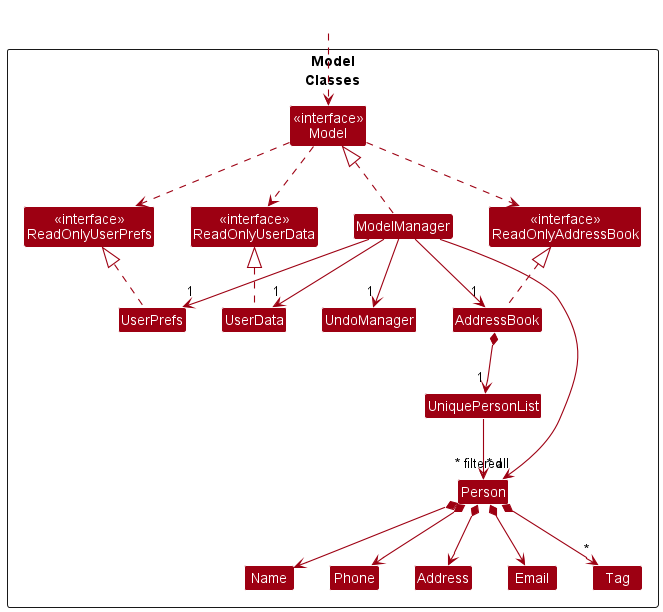 Model
Classes
«interface»
Model
«interface»
ReadOnlyUserPrefs
«interface»
ReadOnlyUserData
ModelManager
«interface»
ReadOnlyAddressBook
1
1
1
1
UserPrefs
UserData
UndoManager
AddressBook
1
UniquePersonList
* filtered
* all
Person
*
Name
Phone
Address
Email
Tag